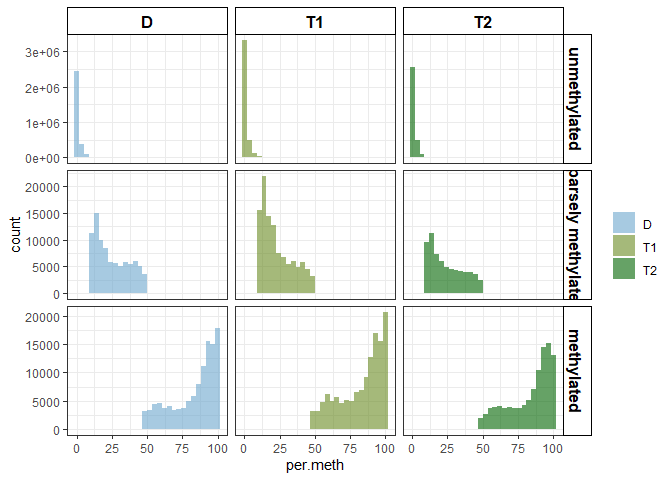 D T1 T2
3e+06
2e+06
1e+06
0e+00
unmethylated
20000
15000
10000
5000
0
parsely methylate
20000
15000
10000
5000
0
methylated
0 25 50 75 100 0 25 50 75 100 0 25 50 75 100
per.meth
count
D
T1
T2